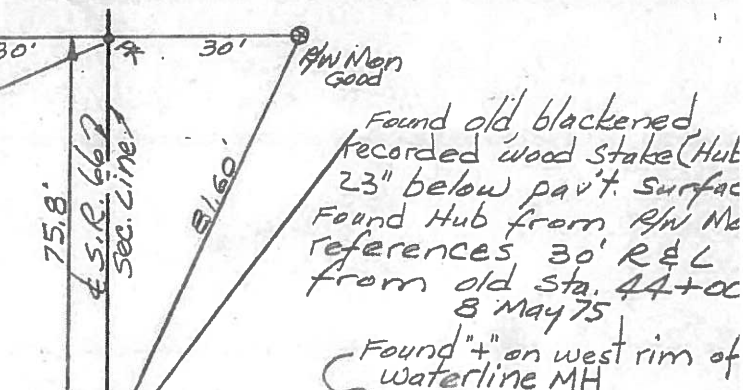 30'
30'
R/W Mon
Good
Found old, blackened,
recorded wood stake (Hub
23" below pav't. Surfac
Found Hub from R/W Mo
references 30' R & L
from old Sta. 44+00
8 May 75
75.8'
℄ S.R. 667
Sec. Line
81.60'
Found "+" on west rim of
waterline MH